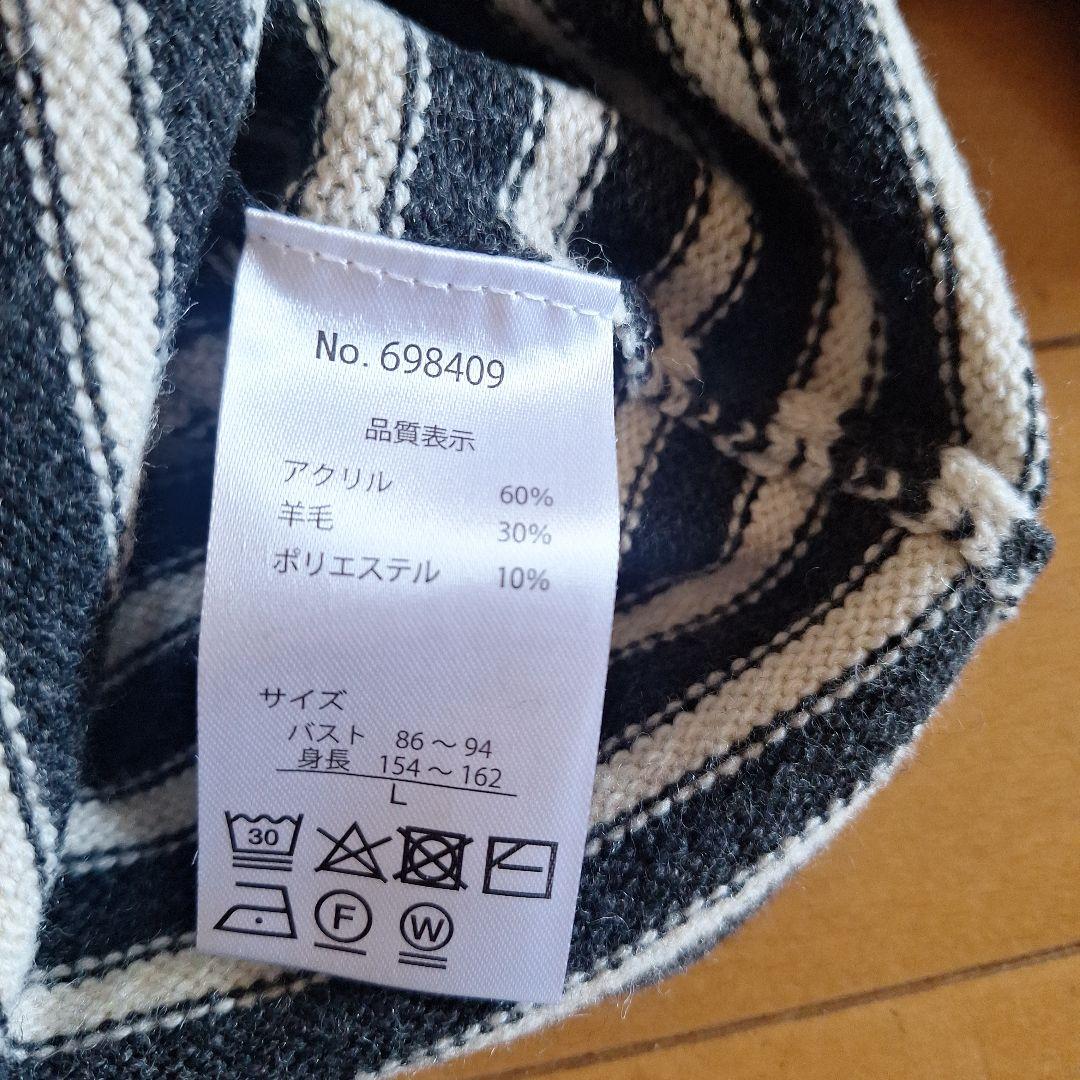 No. 698409
品質表示
アクリル 60%
羊毛 30%
ポリエステル 10%
サイズ
バスト 86～94
身長 154～162
L
30
F
W